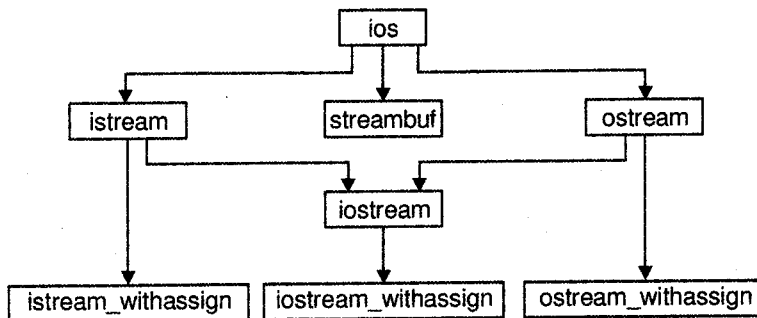 ios
istream
streambuf
ostream
iostream
istream_withassign
iostream_withassign
ostream_withassign